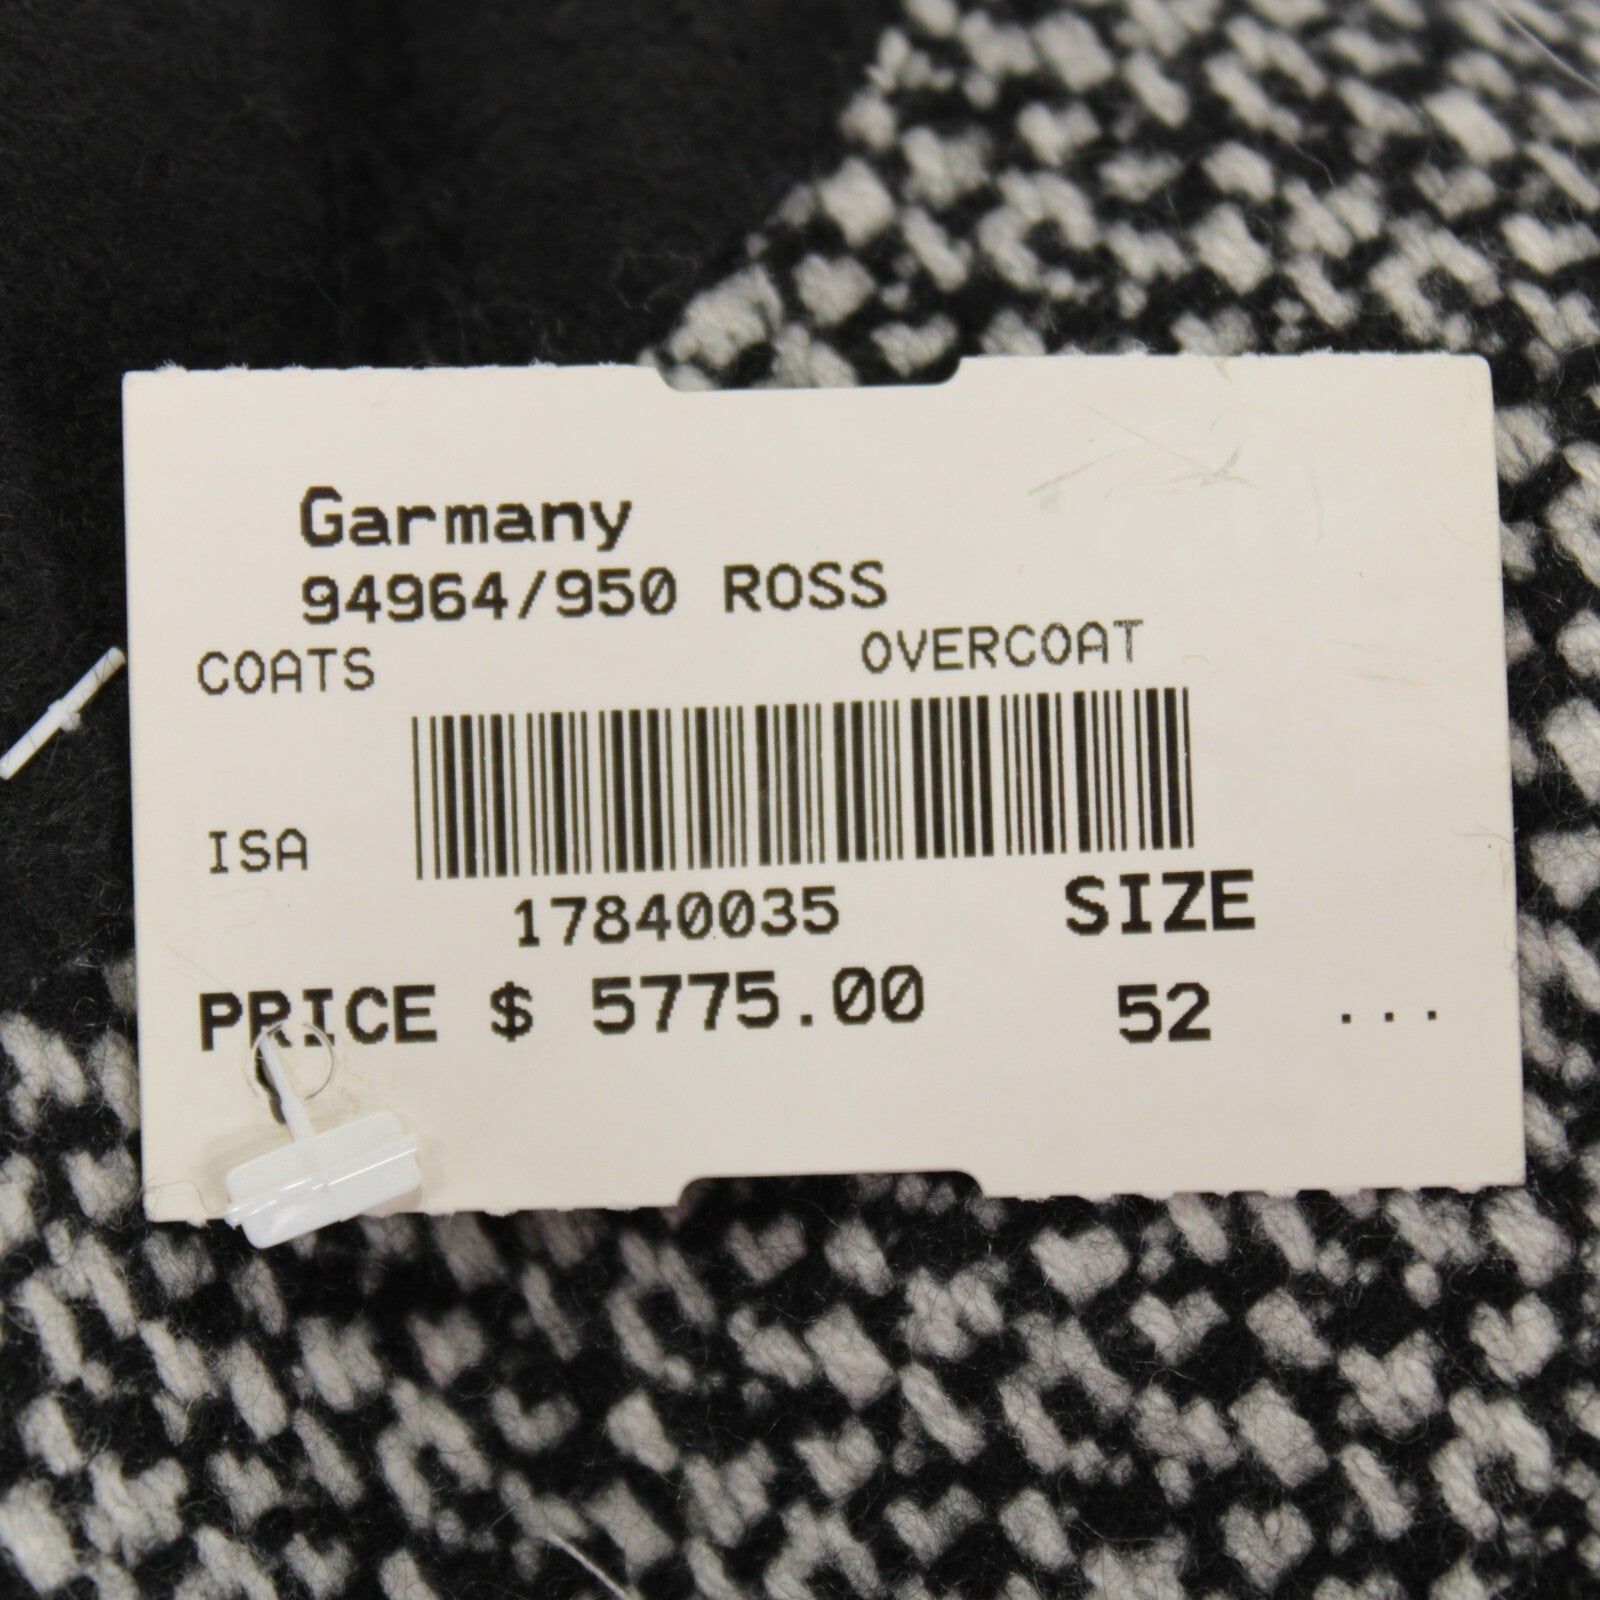 Garmany
94964/950 ROSS
COATS OVERCOAT
ISA
17840035 SIZE
PRICE $ 5775.00 52 ...